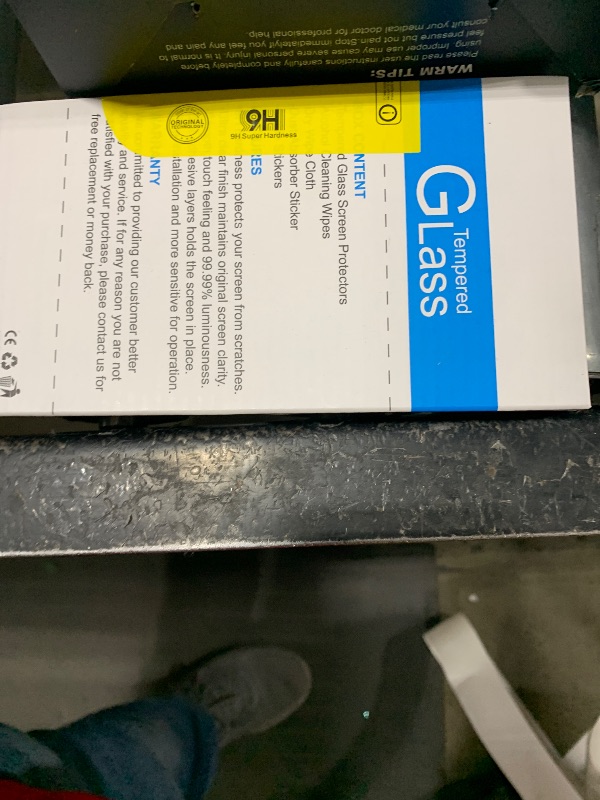 WARM TIPS:
Please read the user instructions carefully and completely before
using. Improper use may cause severe personal injury. It is normal to
feel pressure but not pain. Stop immediately if you feel any pain and
consult your medical doctor for professional help.
Tempered
GLass
NTENT
d Glass Screen Protectors
leaning Wipes
e Cloth
orber Sticker
ickers
ES
ness protects your screen from scratches.
ar finish maintains original screen clarity.
touch feeling and 99.99% luminousness.
esive layers holds the screen in place.
tallation and more sensitive for operation.
NTY
mitted to providing our customer better
and service. If for any reason you are not
isfied with your purchase, please contact us for
free replacement or money back.
9H
9H Super Hardness
ORIGINAL
TECHNOLOGY
CE